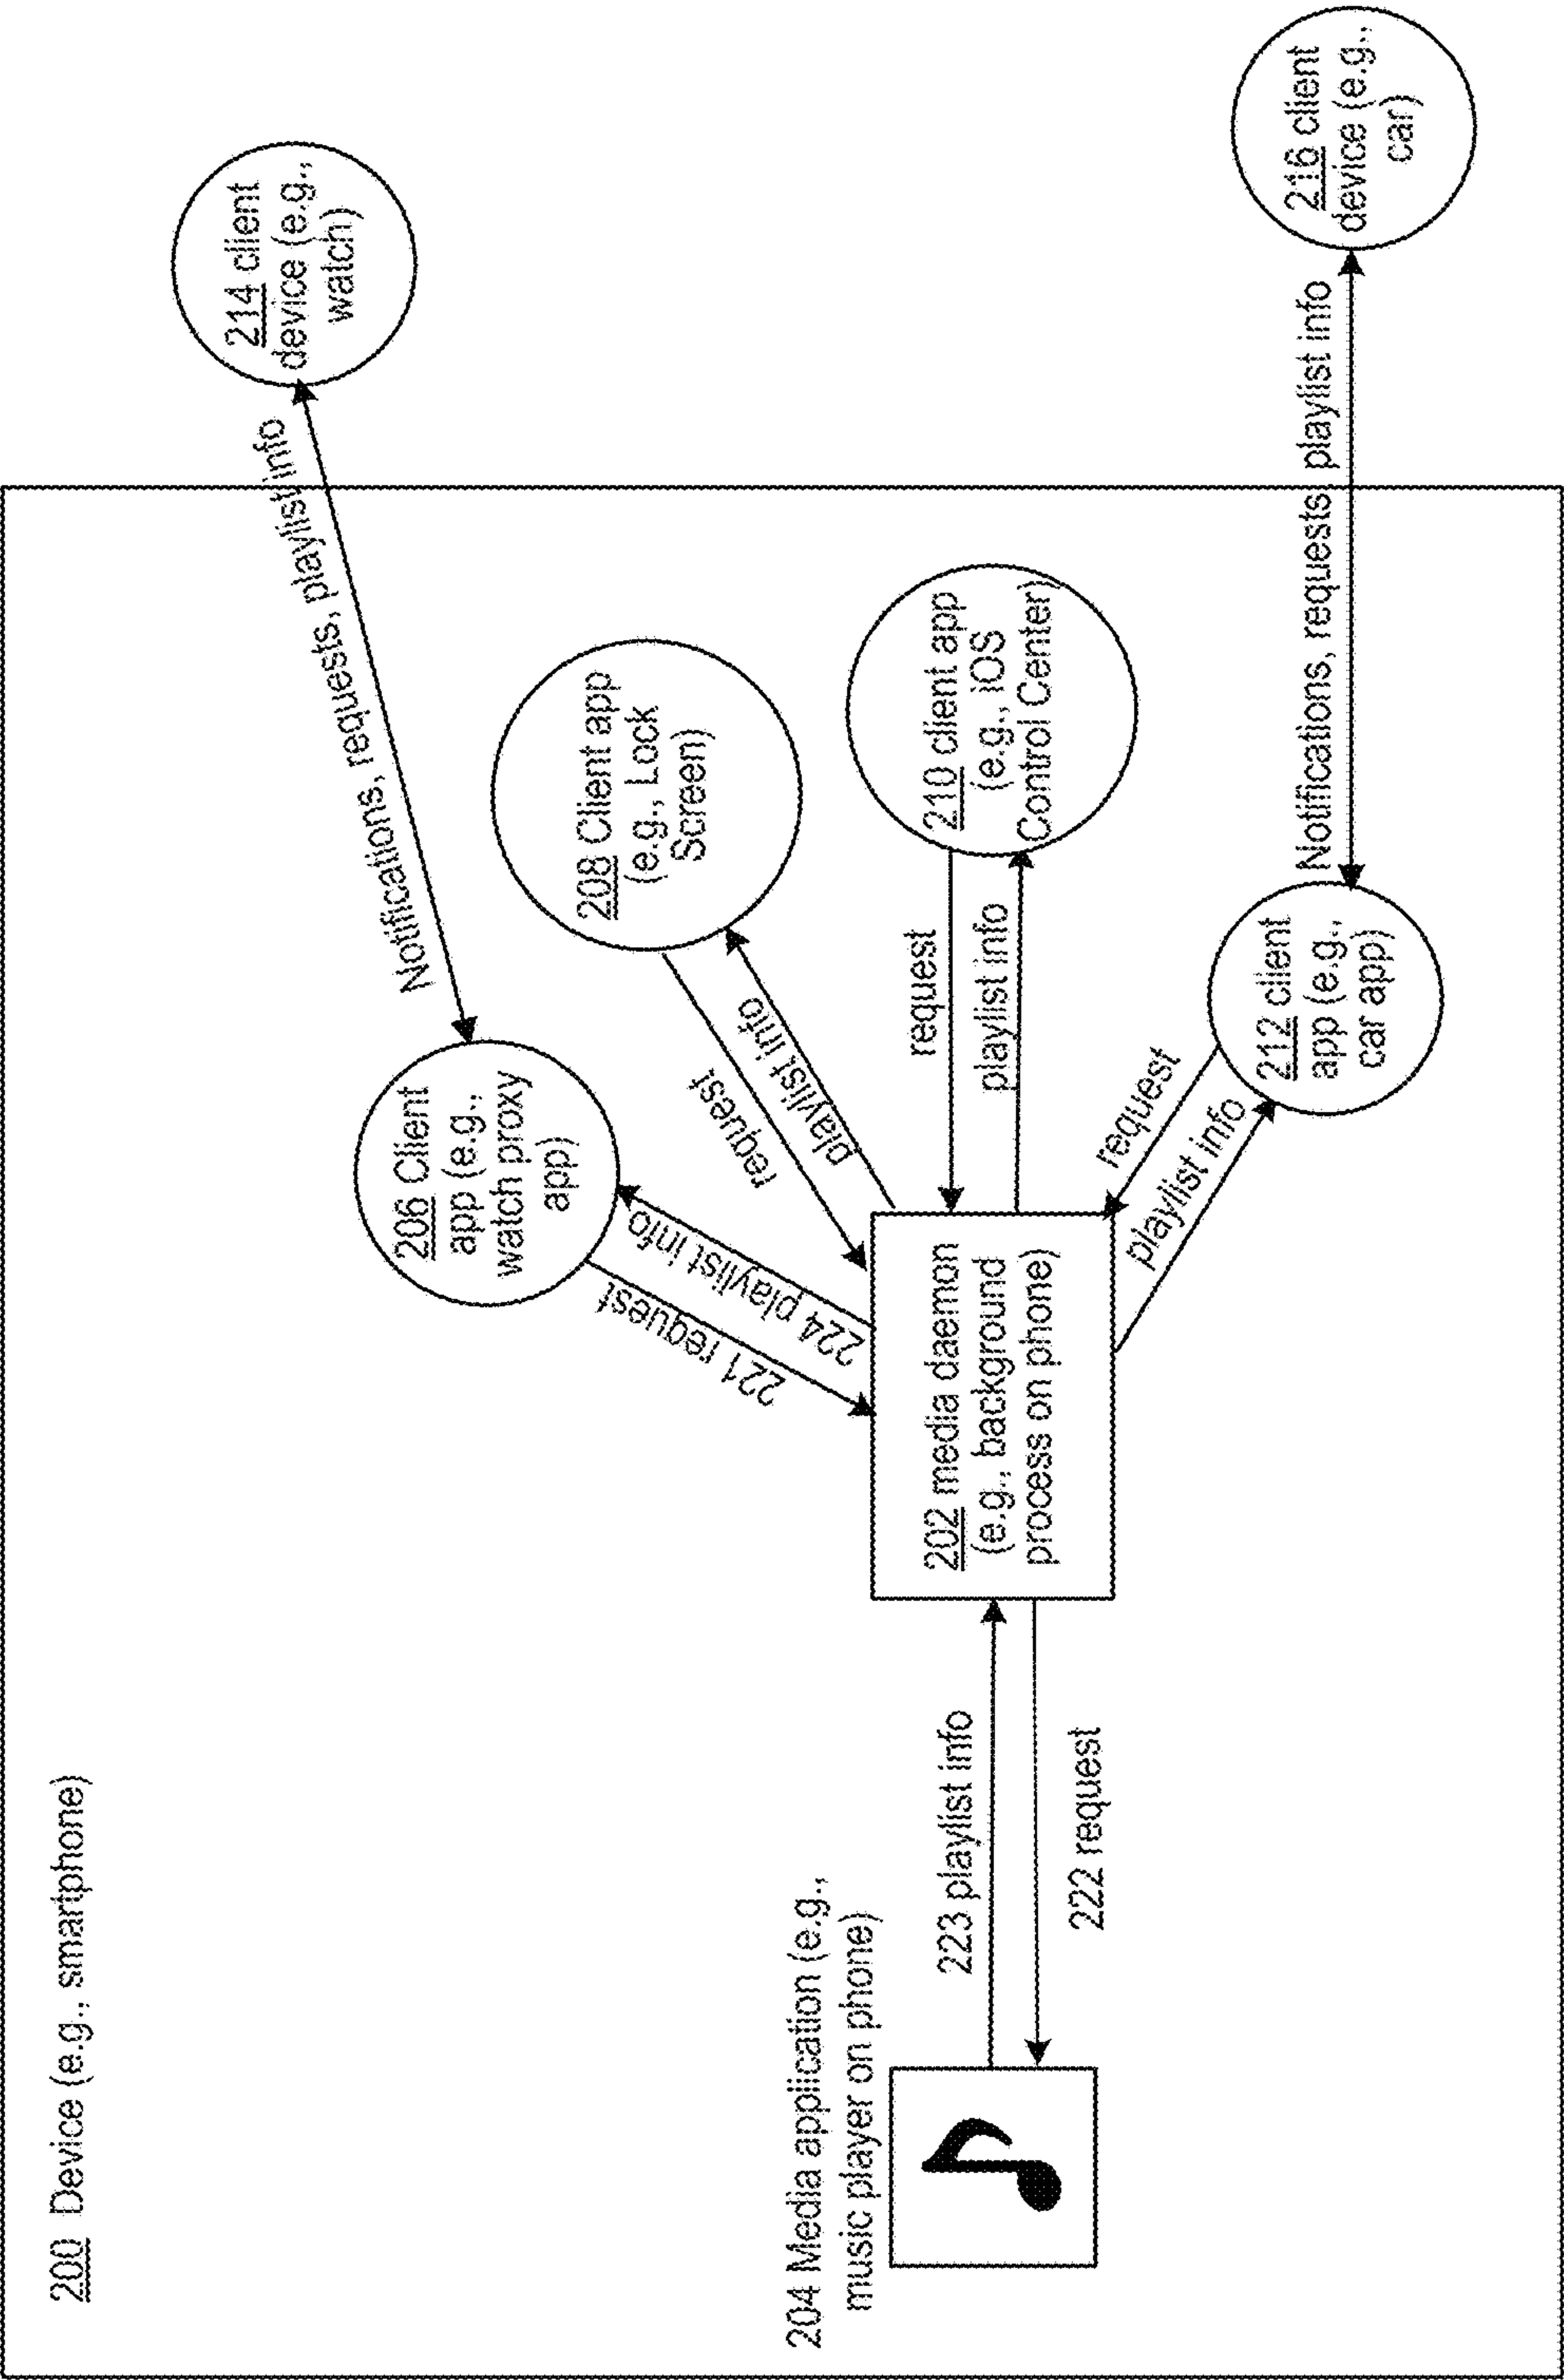 200 Device (e.g., smartphone)
204 Media application (e.g.,
music player on phone)
223 playlist info
222 request
202 media daemon
(e.g., background
process on phone)
221 request
224 playlist info
206 Client
app (e.g.,
watch proxy
app)
Notifications, requests, playlist info
214 client
device (e.g.,
watch)
request
playlist info
208 Client app
(e.g., Lock
Screen)
request
playlist info
210 client app
(e.g., iOS
Control Center)
request
playlist info
212 client
app (e.g.,
car app)
Notifications, requests, playlist info
216 client
device (e.g.,
car)